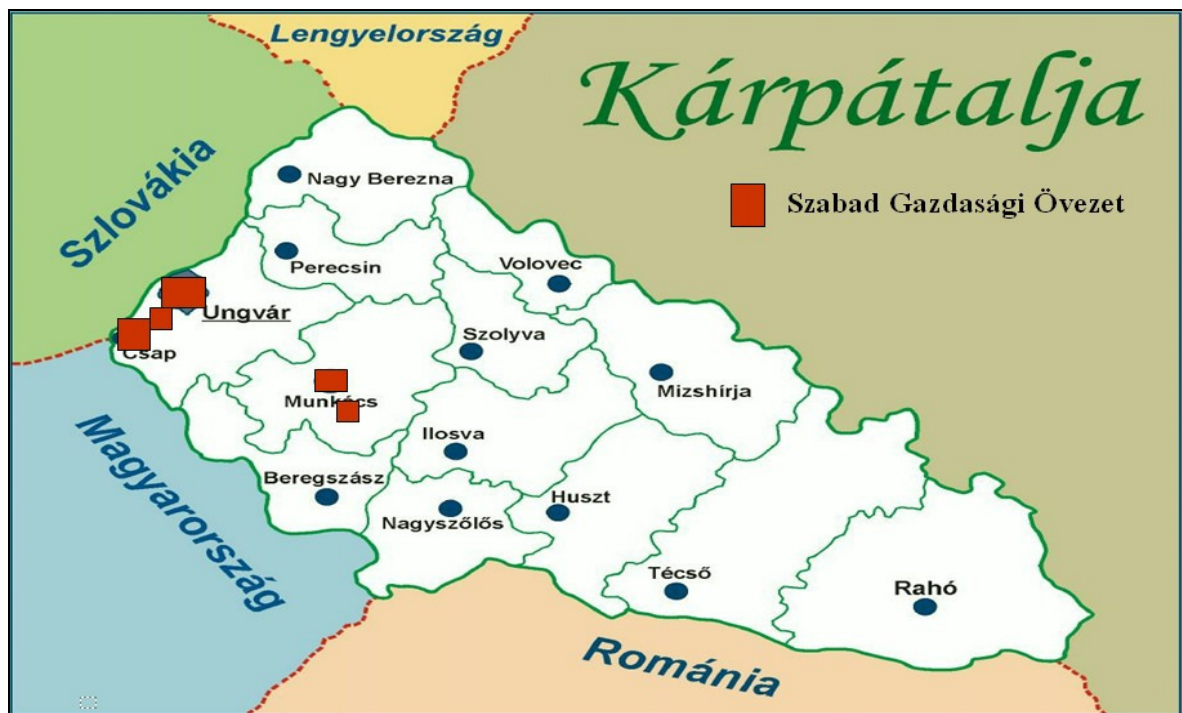 Lengyelország
Kárpátalja
Szlovákia
Nagy Berezna
Szabad Gazdasági Övezet
Perecsin
Volovec
Ungvár
Szolyva
Csap
Mizshírja
Munkács
Magyarország
Ilosva
Beregszász
Huszt
Nagyszőlős
Técső
Rahó
Románia